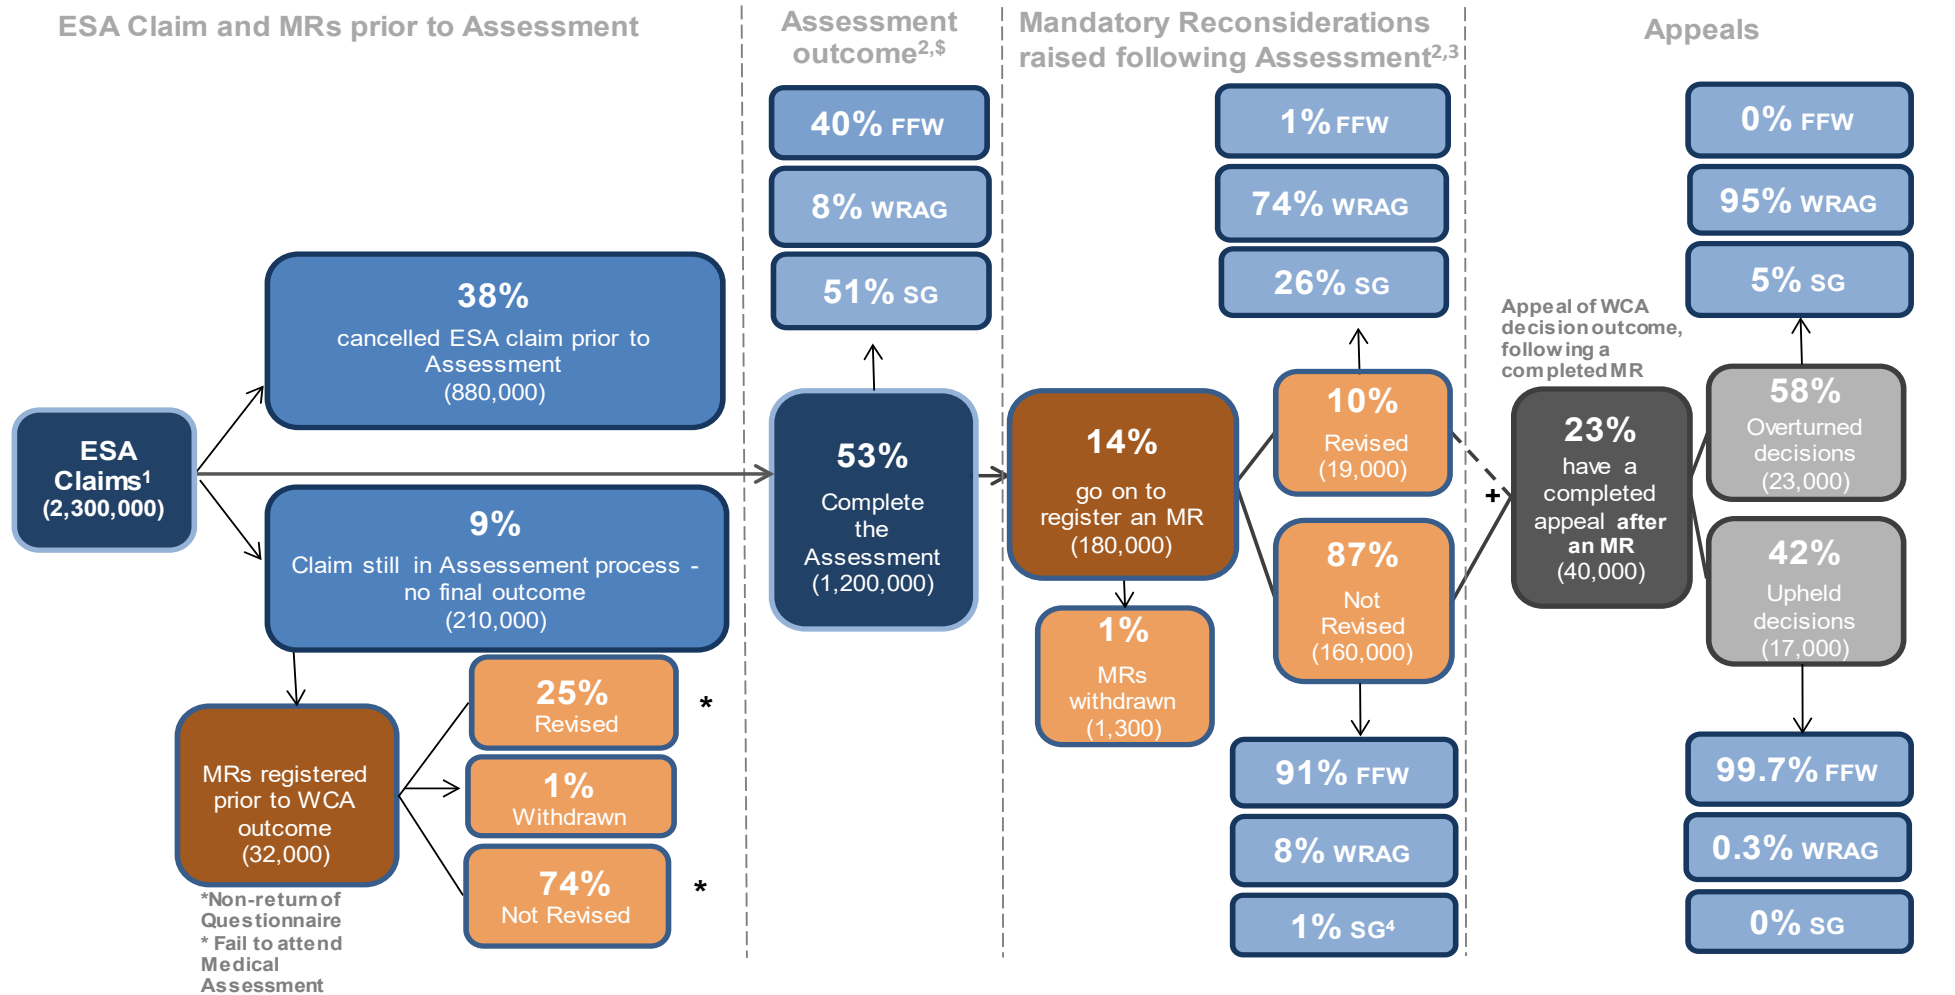 ESA Claim and MRs prior to Assessment
Assessment
outcome2,$
Mandatory Reconsiderations
raised following Assessment2,3
Appeals
ESA
Claims1
(2,300,000)
38%
cancelled ESA claim prior to
Assessment
(880,000)
9%
Claim still in Assessement process -
no final outcome
(210,000)
MRs registered
prior to WCA
outcome
(32,000)
*Non-return of
Questionnaire
* Fail to attend
Medical
Assessment
25%
Revised
*
1%
Withdrawn
74%
Not Revised
*
40% FFW
8% WRAG
51% SG
53%
Complete
the
Assessment
(1,200,000)
14%
go on to
register an MR
(180,000)
1%
MRs
withdrawn
(1,300)
1% FFW
74% WRAG
26% SG
10%
Revised
(19,000)
87%
Not
Revised
(160,000)
91% FFW
8% WRAG
1% SG4
+
Appeal of WCA
decision outcome,
following a
completed MR
23%
have a
completed
appeal after
an MR
(40,000)
0% FFW
95% WRAG
5% SG
58%
Overturned
decisions
(23,000)
42%
Upheld
decisions
(17,000)
99.7% FFW
0.3% WRAG
0% SG